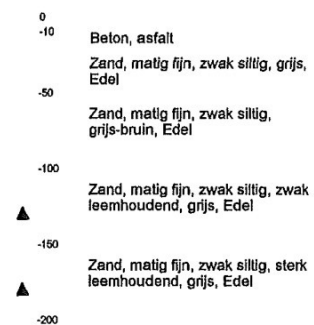 0
-10
Beton, asfalt
Zand, matig fijn, zwak siltig, grijs,
Edel
-50
Zand, matig fijn, zwak siltig,
grijs-bruin, Edel
-100
Zand, matig fijn, zwak siltig, zwak
leemhoudend, grijs, Edel
-150
Zand, matig fijn, zwak siltig, sterk
leemhoudend, grijs, Edel
-200